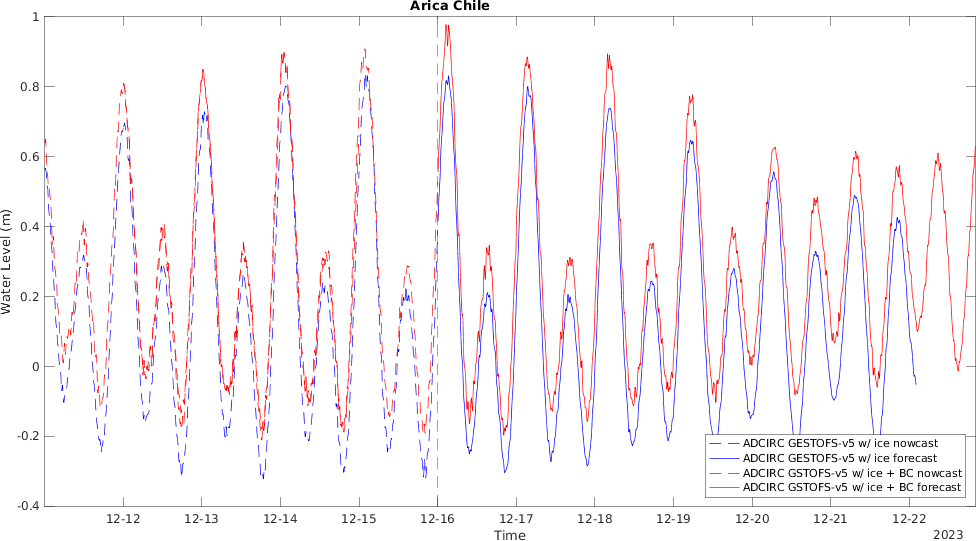 Arica Chile
1
0.8
0.6
0.4
0.2
0
-0.2
-0.4
Water Level (m)
12-12
12-13
12-14
12-15
12-16
12-17
12-18
12-19
12-20
12-21
12-22
Time
2023
ADCIRC GESTOFS-v5 w/ ice nowcast
ADCIRC GESTOFS-v5 w/ ice forecast
ADCIRC GSTOFS-v5 w/ ice + BC nowcast
ADCIRC GSTOFS-v5 w/ ice + BC forecast